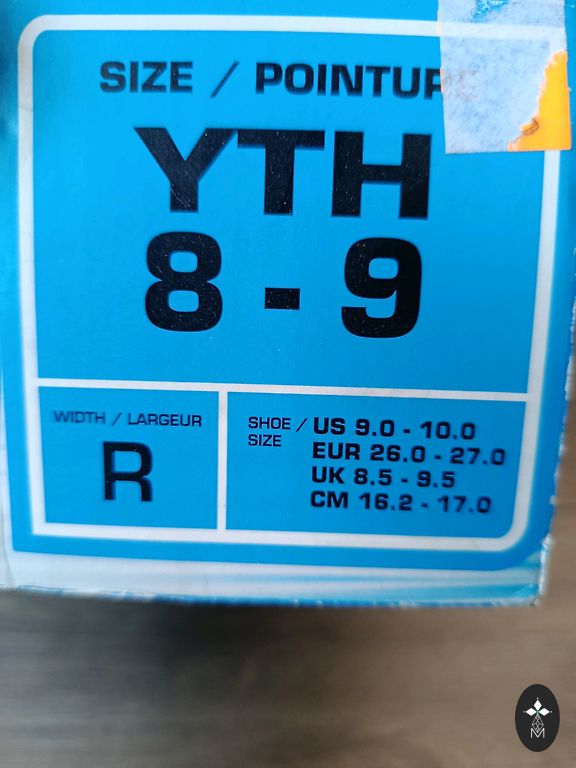 SIZE / POINTURE
YTH
8 - 9
WIDTH / LARGEUR
R
SHOE / SIZE
US 9.0 - 10.0
EUR 26.0 - 27.0
UK 8.5 - 9.5
CM 16.2 - 17.0
M